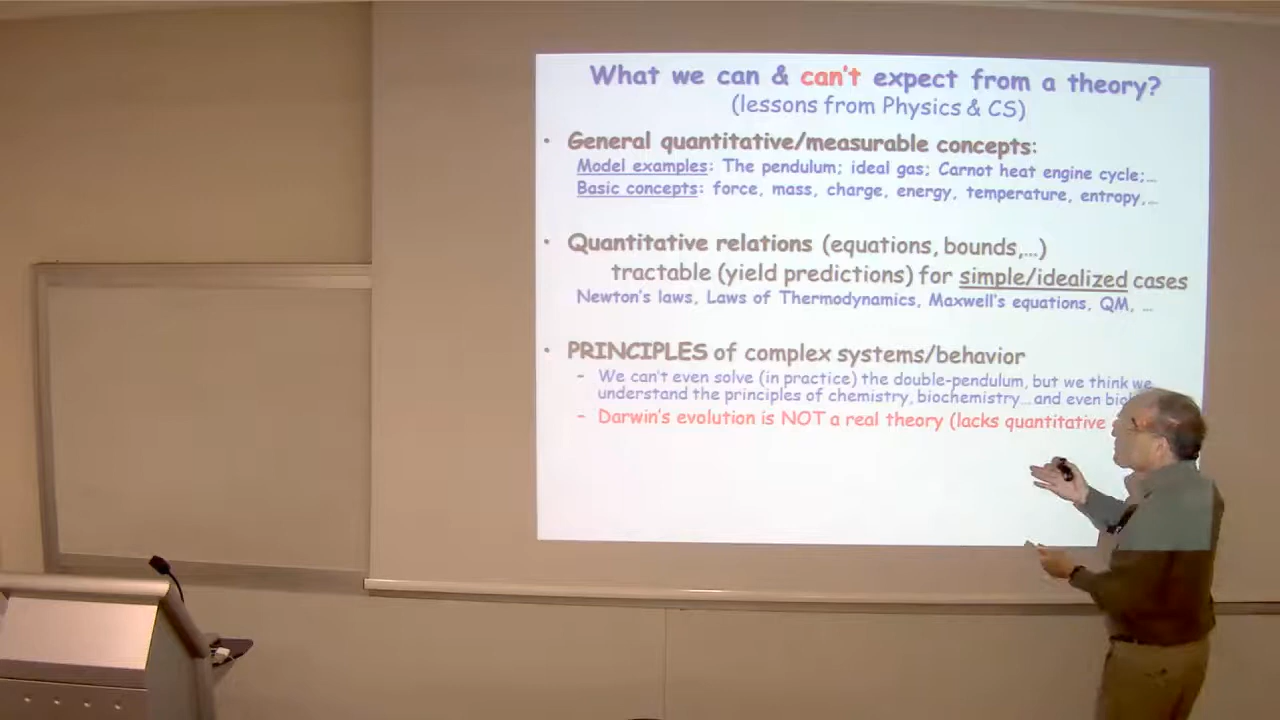 What we can & can't expect from a theory?
(lessons from Physics & CS)
• General quantitative/measurable concepts:
Model examples: The pendulum; ideal gas; Carnot heat engine cycle;…
Basic concepts: force, mass, charge, energy, temperature, entropy,…
• Quantitative relations (equations, bounds,…)
tractable (yield predictions) for simple/idealized cases
Newton's laws, Laws of Thermodynamics, Maxwell's equations, QM, …
• PRINCIPLES of complex systems/behavior
– We can't even solve (in practice) the double-pendulum, but we think we
understand the principles of chemistry, biochemistry…and even
– Darwin's evolution is NOT a real theory (lacks quantitative